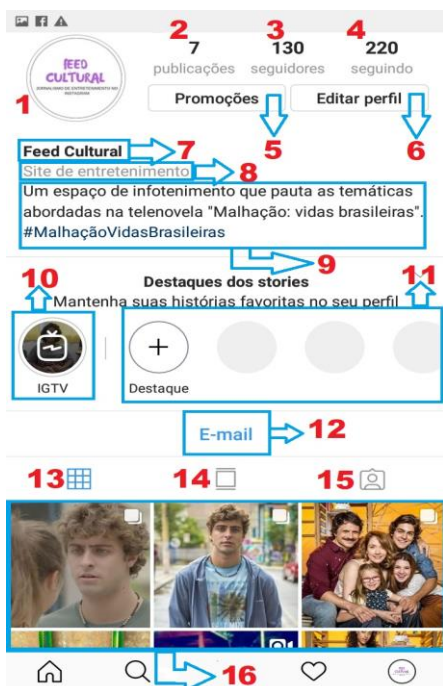 2 3 4
7 130 220
publicações seguidores seguindo
FEED
CULTURAL
JORNALISMO DE ENTRETENIMENTO NO
INSTAGRAM
1
Promoções Editar perfil
Feed Cultural 7 5 6
Site de entretenimento 8
Um espaço de infotenimento que pauta as temáticas
abordadas na telenovela "Malhação: vidas brasileiras".
#MalhaçãoVidasBrasileiras
9
10 Destaques dos stories 11
Mantenha suas histórias favoritas no seu perfil
IGTV Destaque
E-mail 12
13 14 15
16